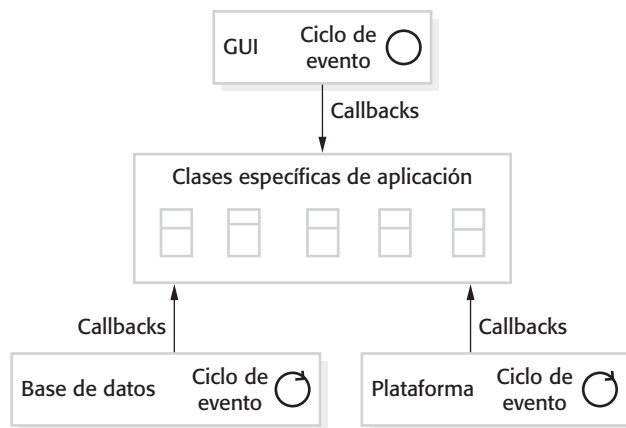 GUI
Ciclo de
evento
Callbacks
Clases específicas de aplicación
Callbacks
Callbacks
Base de datos
Ciclo de
evento
Plataforma
Ciclo de
evento